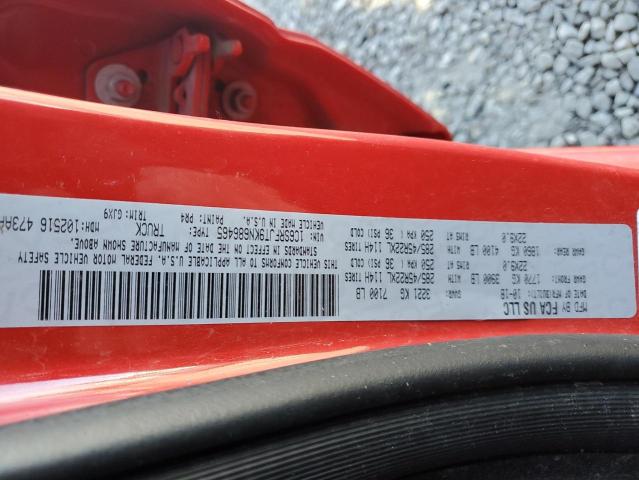 MFD BY FCA US LLC
DATE OF MFR: 10-18 GVWR: 3221 KG 7100 LB
GAWR FRONT: 1770 KG 3900 LB WITH 285/45R22XL 114H TIRES
22X9.0 RIMS AT 250 KPA( 36 PSI) COLD
GAWR REAR: 1860 KG 4100 LB WITH 285/45R22XL 114H TIRES
22X9.0 RIMS AT 250 KPA( 36 PSI) COLD
THIS VEHICLE CONFORMS TO ALL APPLICABLE U.S.A. FEDERAL MOTOR VEHICLE SAFETY
STANDARDS IN EFFECT ON THE DATE OF MANUFACTURE SHOWN ABOVE.
VIN: 1C6SRFJT9KN686465 TYPE: TRUCK MDH: 102516 473AA
VEHICLE MADE IN U.S.A. PAINT: PR4 TRIM: GJX9